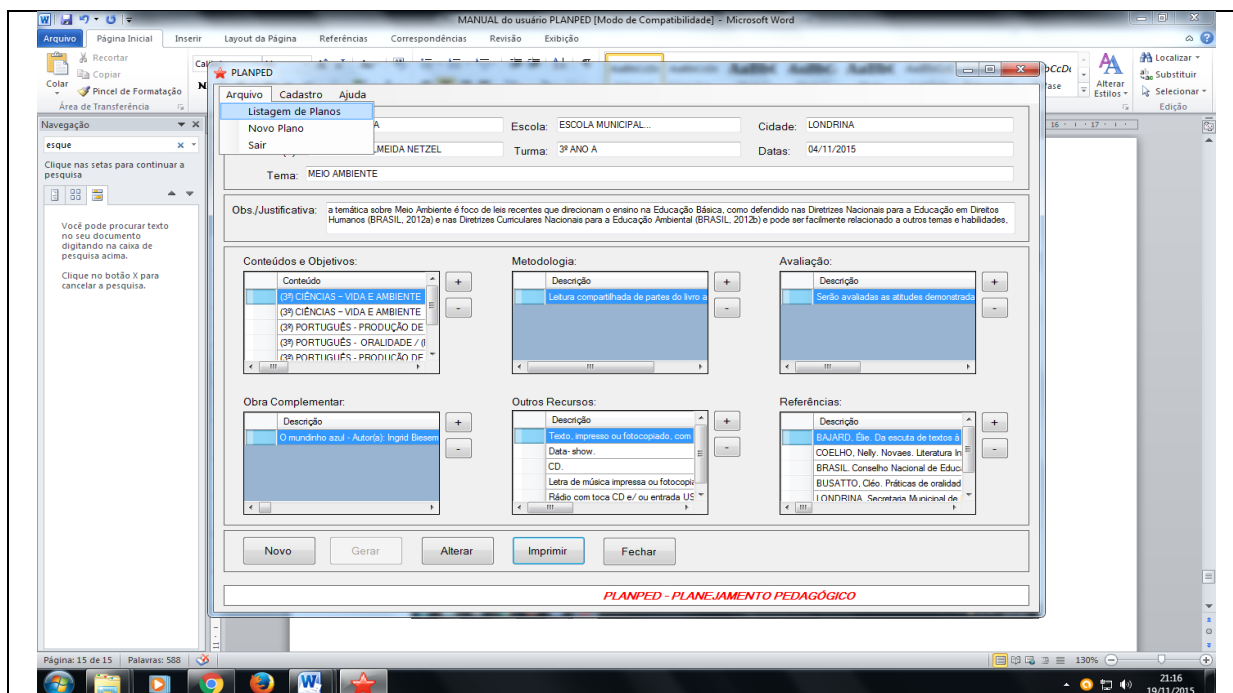 MANUAL do usuário PLANPED [Modo de Compatibilidade] - Microsoft Word
Arquivo Página Inicial Inserir Layout da Página Referências Correspondências Revisão Exibição
Recortar
Copiar
Pincel de Formatação
Colar
Área de Transferência
Localizar
Substituir
Selecionar
Alterar
Estilos
Edição
Navegação
esque
Clique nas setas para continuar a
pesquisa
Você pode procurar texto
no seu documento
digitando na caixa de
pesquisa acima.
Clique no botão X para
cancelar a pesquisa.
16 17
PLANPED
Arquivo Cadastro Ajuda
Listagem de Planos
Novo Plano
Sair
Escola: ESCOLA MUNICIPAL... Cidade: LONDRINA
NETZEL Turma: 3º ANO A Datas: 04/11/2015
Tema: MEIO AMBIENTE
Obs./Justificativa: a temática sobre Meio Ambiente é foco de leis recentes que direcionam o ensino na Educação Básica, como defendido nas Diretrizes Nacionais para a Educação em Direitos
Humanos (BRASIL, 2012a) e nas Diretrizes Curriculares Nacionais para a Educação Ambiental (BRASIL, 2012b) e pode ser facilmente relacionado a outros temas e habilidades,
Conteúdos e Objetivos:
Conteúdo
(3º) CIÊNCIAS – VIDA E AMBIENTE
(3º) CIÊNCIAS – VIDA E AMBIENTE
(3º) PORTUGUÊS - PRODUÇÃO DE
(3º) PORTUGUÊS - ORALIDADE / (
(3º) PORTUGUÊS - PRODUÇÃO DE
+
-
Metodologia:
Descrição
Leitura compartilhada de partes do livro a
+
-
Avaliação:
Descrição
Serão avaliadas as atitudes demonstrada
+
-
Obra Complementar:
Descrição
O mundinho azul - Autor(a): Ingrid Biesem
+
-
Outros Recursos:
Descrição
Texto, impresso ou fotocopiado, com
Data- show.
CD.
Letra de música impressa ou fotocopia
Rádio com toca CD e/ ou entrada US
+
-
Referências:
Descrição
BAJARD, Élie. Da escuta de textos à
COELHO, Nelly. Novaes. Literatura In
BRASIL. Conselho Nacional de Educa
BUSATTO, Cléo. Práticas de oralidad
LONDRINA. Secretaria Municipal de
+
-
Novo Gerar Alterar Imprimir Fechar
PLANPED - PLANEJAMENTO PEDAGÓGICO
Página: 15 de 15 Palavras: 588 130%
21:16
19/11/2015